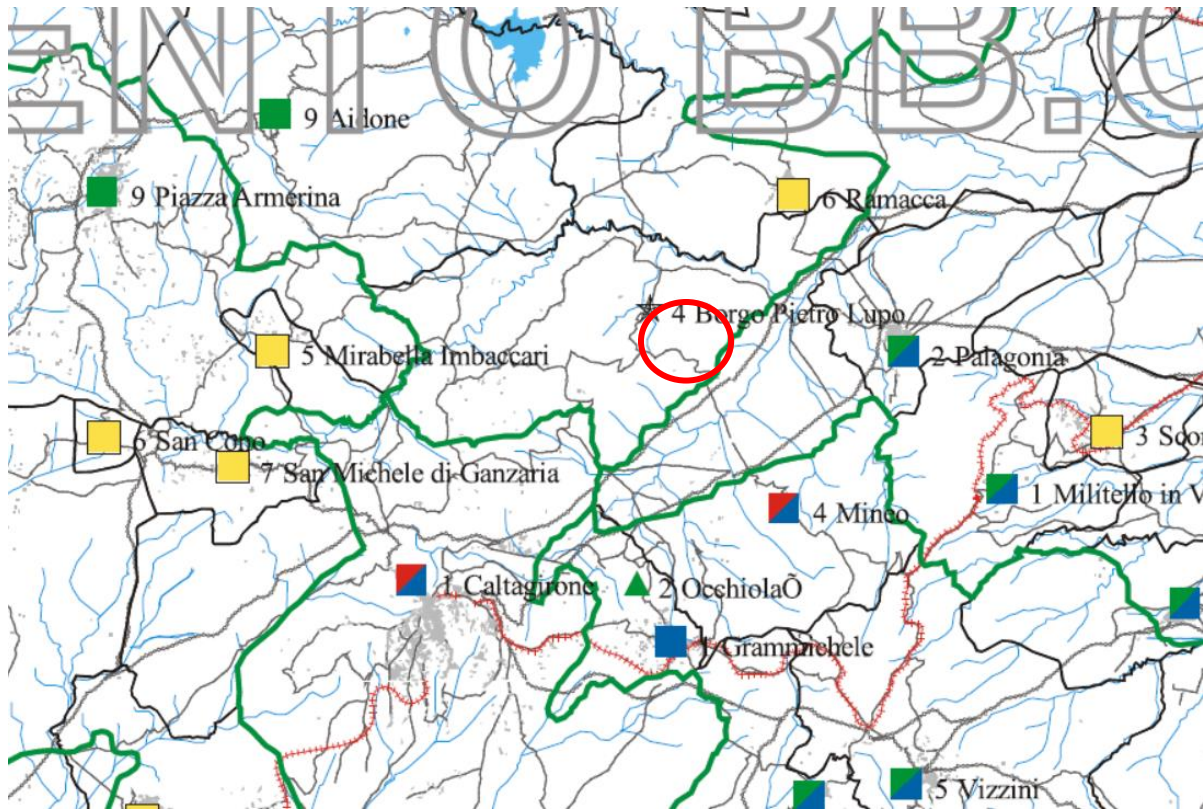 ENTO BB.C
9 Aidone
9 Piazza Armerina
6 Ramacca
4 Borgo Pietro Lupo
5 Mirabella Imbaccari
2 Palagonia
6 San Cono
3 Scor
7 San Michele di Ganzaria
1 Militello in V
4 Mineo
1 Caltagirone
2 OcchiolaÕ
1 Grammichele
5 Vizzini